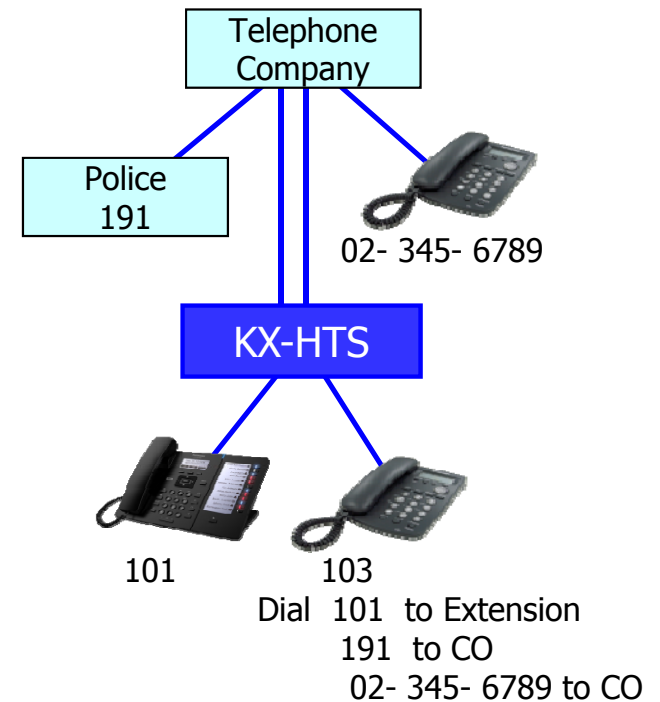 Telephone
Company
Police
191
02- 345- 6789
KX-HTS
101
103
Dial 101 to Extension
191 to CO
02- 345- 6789 to CO